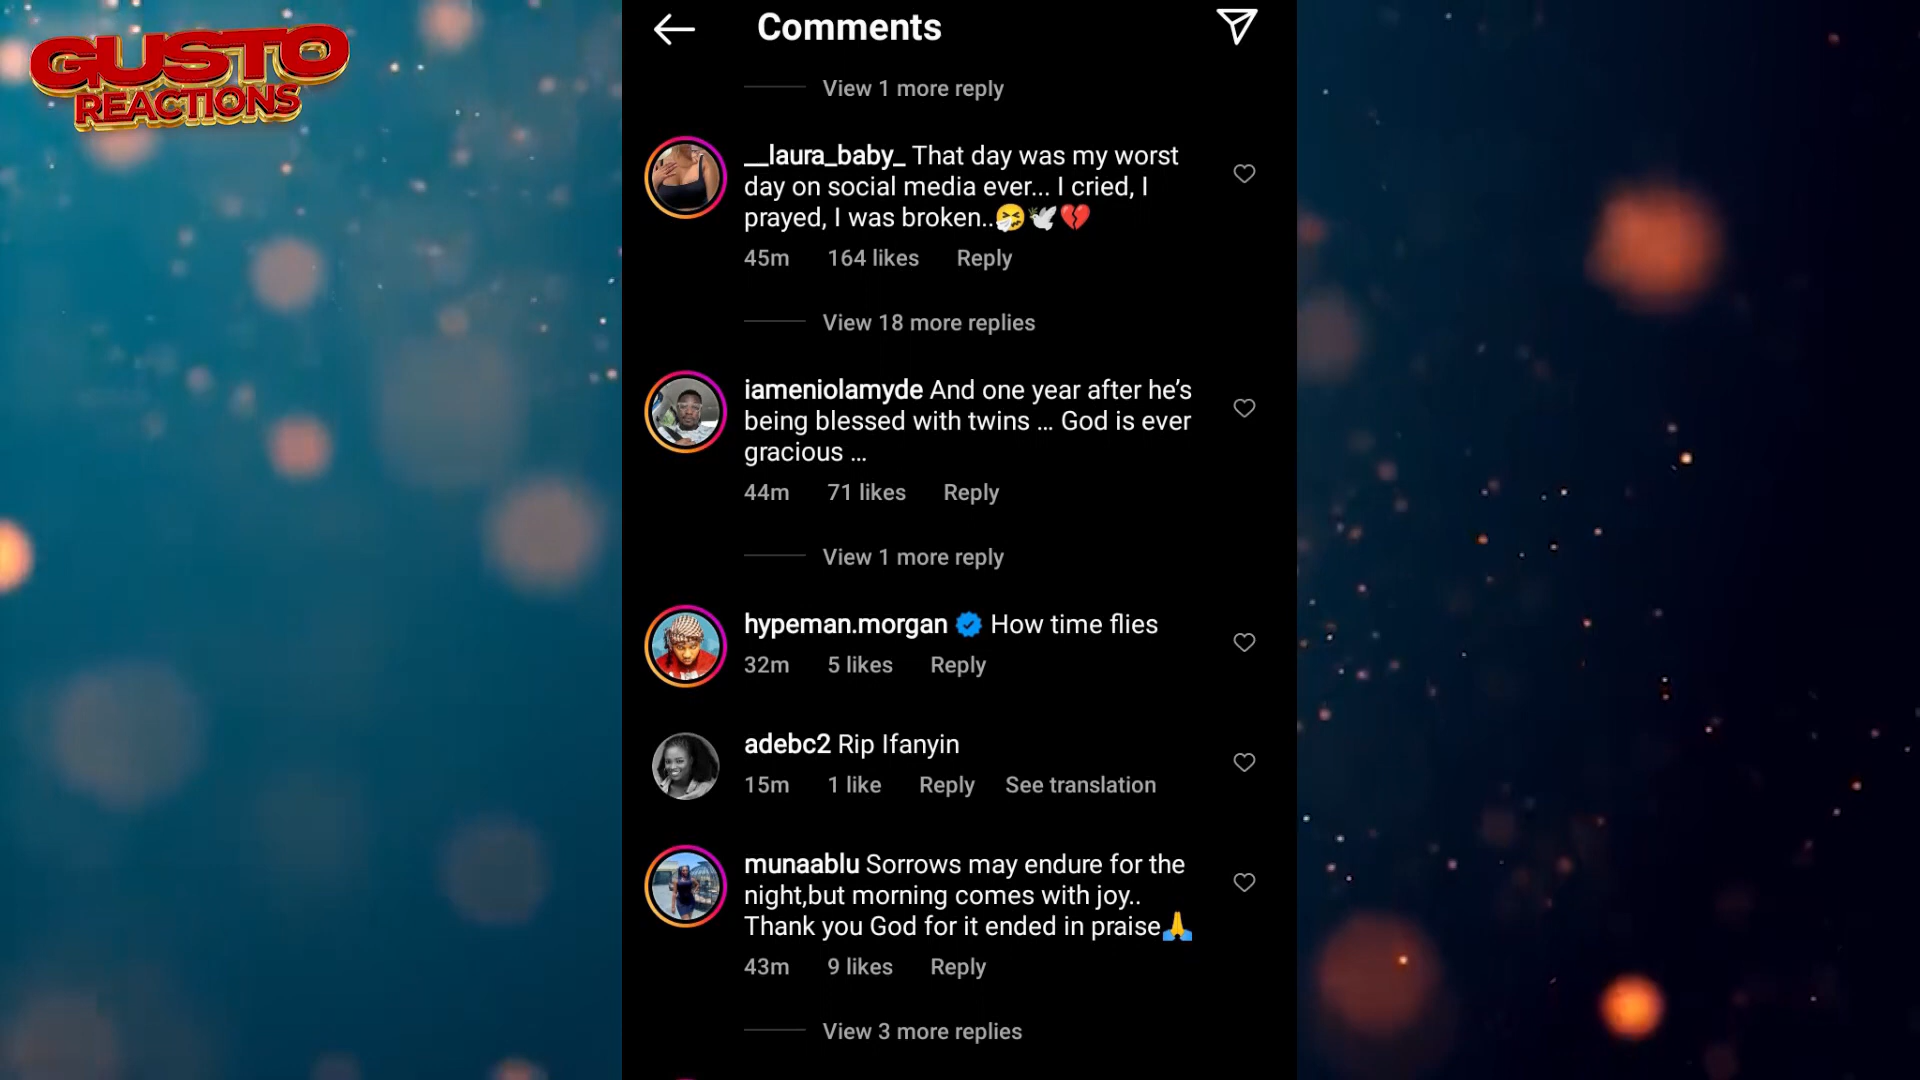 GUSTO
REACTIONS
Comments
View 1 more reply
__laura_baby_ That day was my worst
day on social media ever... I cried, I
prayed, I was broken..🤧🕊️💔
45m 164 likes Reply
View 18 more replies
iameniolamyde And one year after he’s
being blessed with twins ... God is ever
gracious ...
44m 71 likes Reply
View 1 more reply
hypeman.morgan How time flies
32m 5 likes Reply
adebc2 Rip Ifanyin
15m 1 like Reply See translation
munaablu Sorrows may endure for the
night,but morning comes with joy..
Thank you God for it ended in praise🙏
43m 9 likes Reply
View 3 more replies